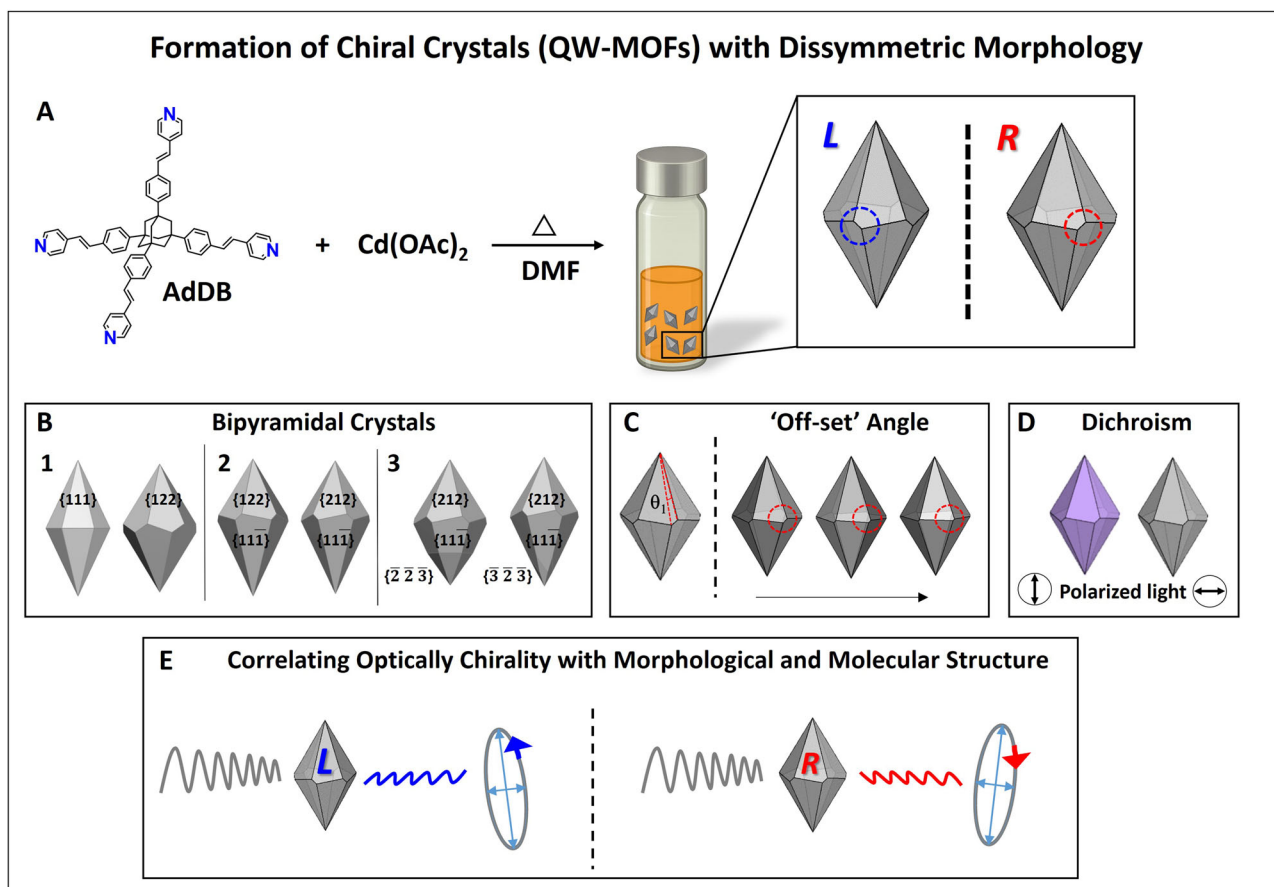 Formation of Chiral Crystals (QW-MOFs) with Dissymmetric Morphology
A
N
N
N
N
AdDB
+
Cd(OAc)₂
△
DMF
L
R
B
Bipyramidal Crystals
1
2
3
{111}
{122}
{122}
{212}
{212}
{212}
{111̅}
{111̅}
{111̅}
{111̅}
{2̅ 2̅ 3̅}
{3̅ 2̅ 3̅}
C
'Off-set' Angle
θ₁
D
Dichroism
Polarized light
E
Correlating Optically Chirality with Morphological and Molecular Structure
L
R